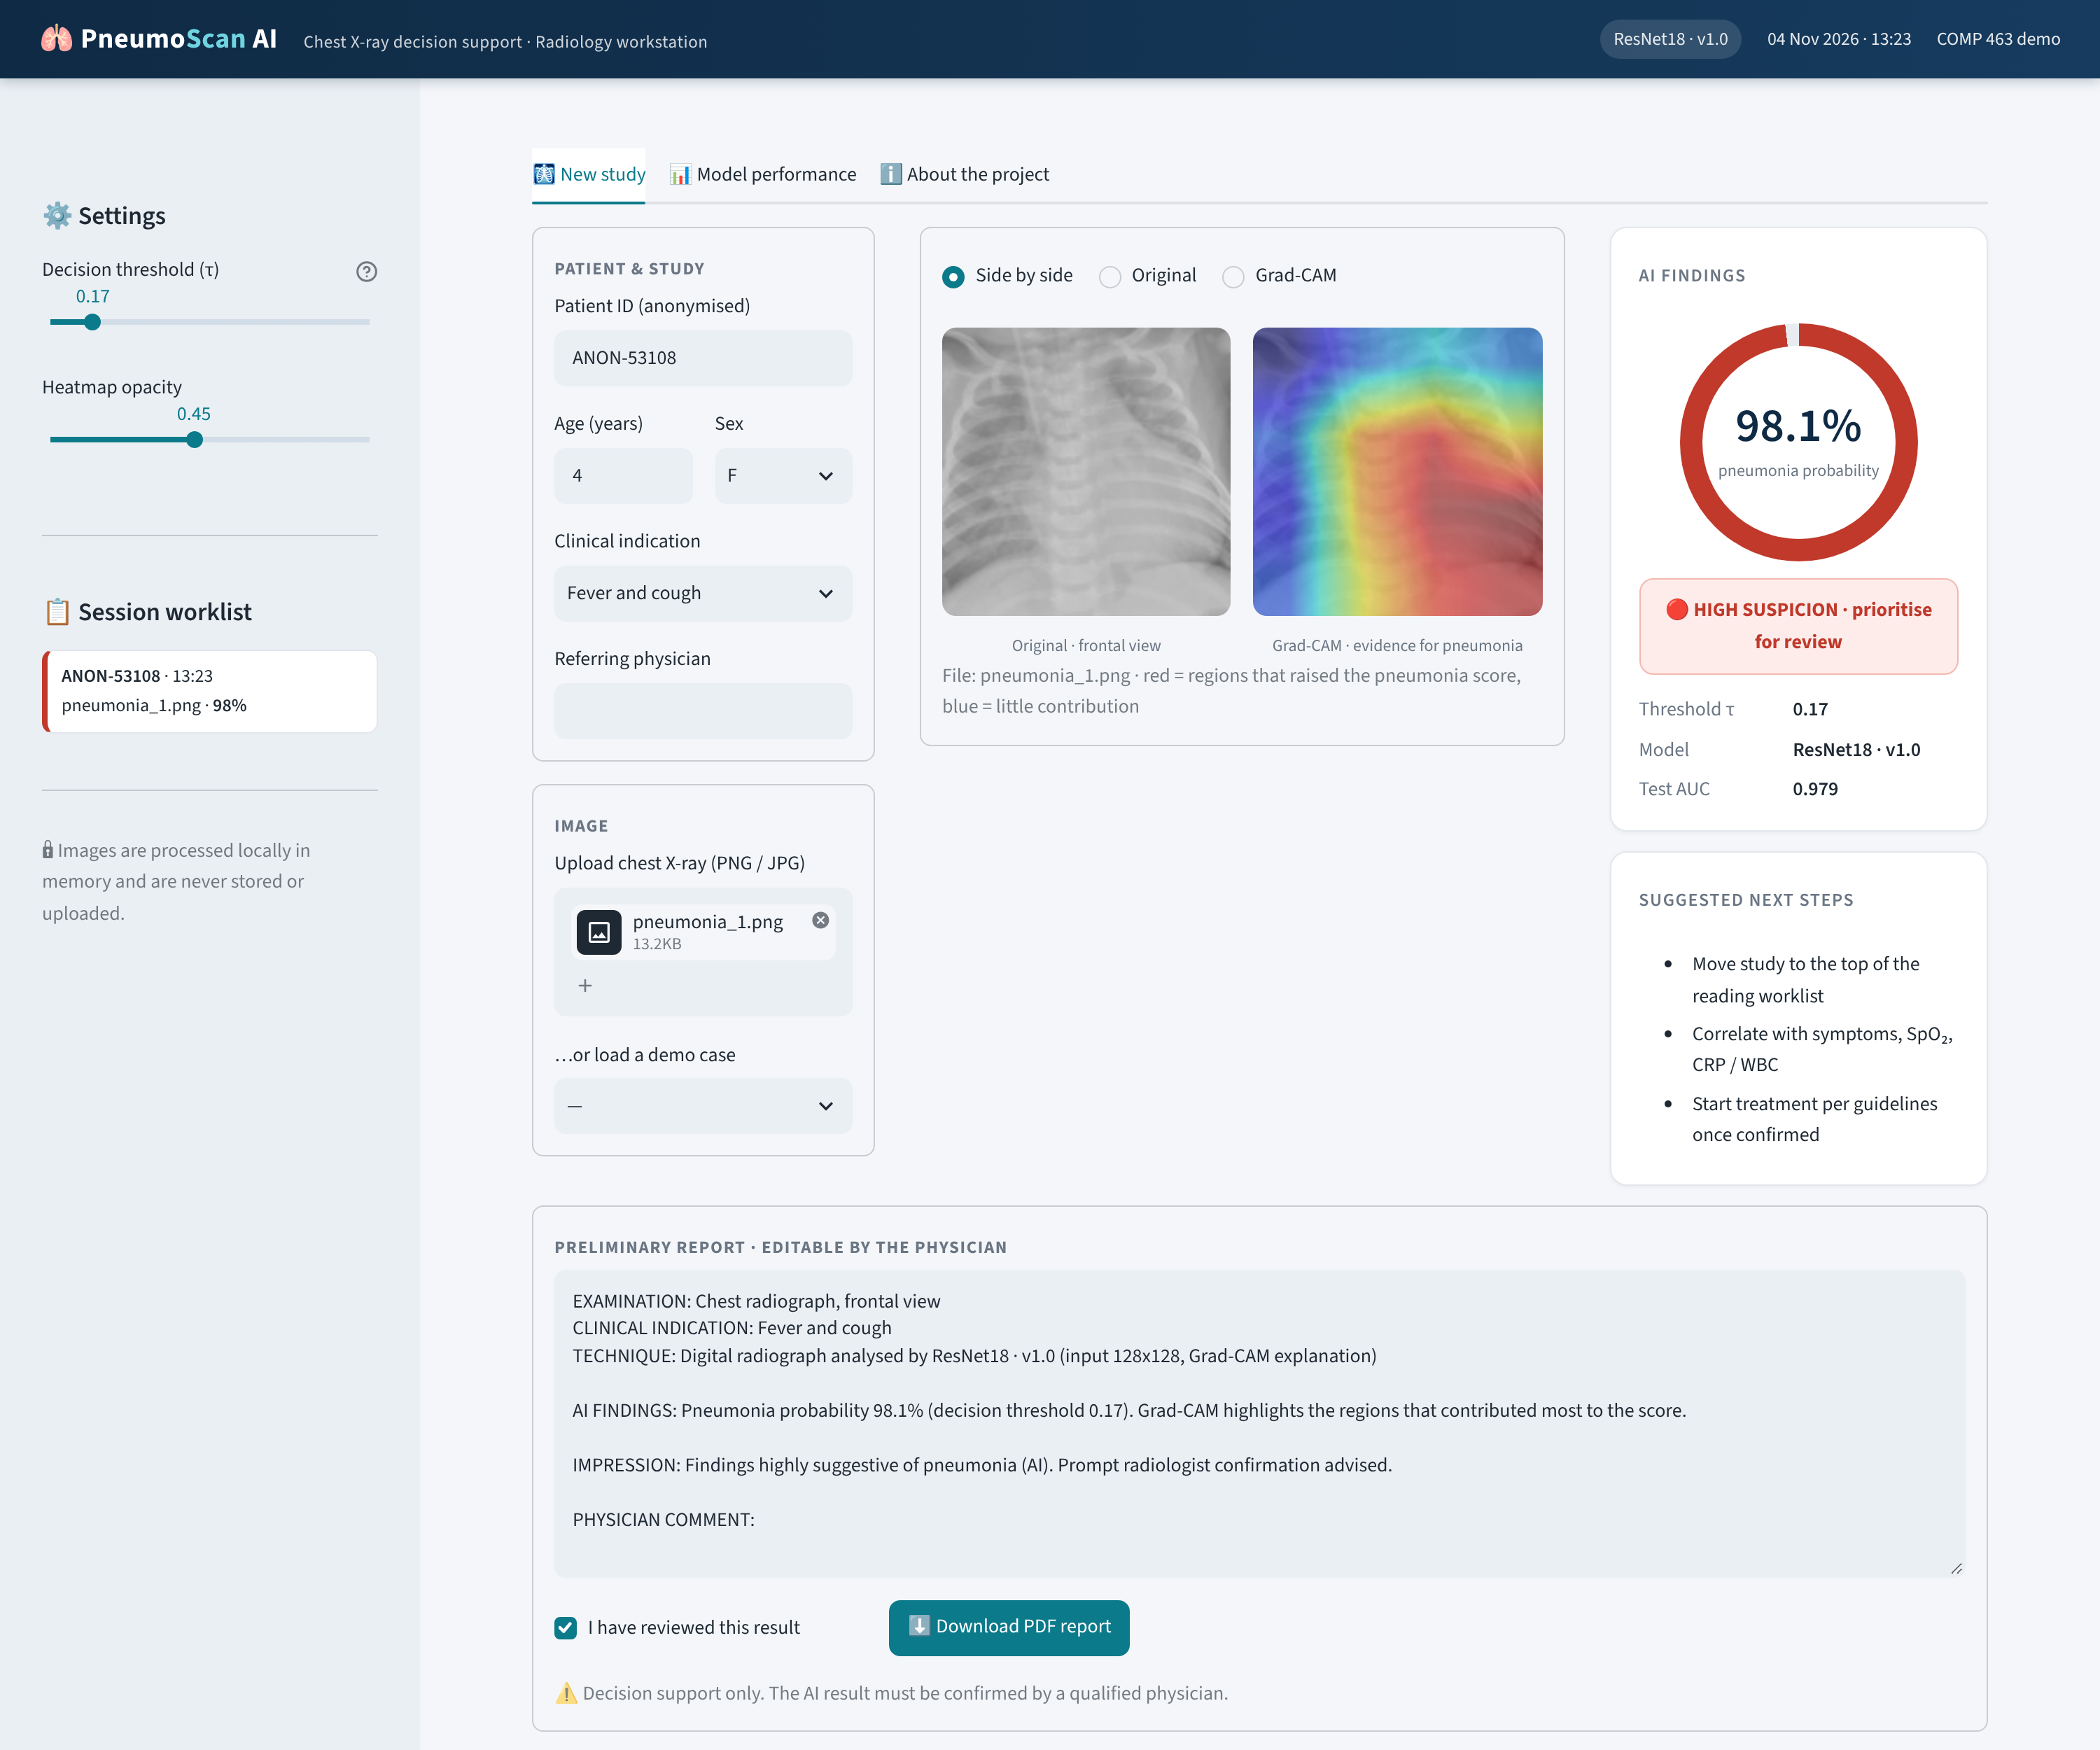 🫁 PneumoScan AI
Chest X-ray decision support · Radiology workstation
ResNet18 · v1.0
04 Nov 2026 · 13:23
COMP 463 demo
⚙️ Settings
Decision threshold (τ)
0.17
Heatmap opacity
0.45
📋 Session worklist
ANON-53108 · 13:23
pneumonia_1.png · 98%
🔒 Images are processed locally in
memory and are never stored or
uploaded.
🩻 New study
📊 Model performance
ℹ️ About the project
PATIENT & STUDY
Patient ID (anonymised)
ANON-53108
Age (years)
Sex
4
F
Clinical indication
Fever and cough
Referring physician
IMAGE
Upload chest X-ray (PNG / JPG)
pneumonia_1.png
13.2KB
+
…or load a demo case
—
Side by side
Original
Grad-CAM
Original · frontal view
Grad-CAM · evidence for pneumonia
File: pneumonia_1.png · red = regions that raised the pneumonia score,
blue = little contribution
AI FINDINGS
98.1%
pneumonia probability
🔴 HIGH SUSPICION · prioritise
for review
Threshold τ 0.17
Model ResNet18 · v1.0
Test AUC 0.979
SUGGESTED NEXT STEPS
• Move study to the top of the
reading worklist
• Correlate with symptoms, SpO₂,
CRP / WBC
• Start treatment per guidelines
once confirmed
PRELIMINARY REPORT · EDITABLE BY THE PHYSICIAN
EXAMINATION: Chest radiograph, frontal view
CLINICAL INDICATION: Fever and cough
TECHNIQUE: Digital radiograph analysed by ResNet18 · v1.0 (input 128x128, Grad-CAM explanation)
AI FINDINGS: Pneumonia probability 98.1% (decision threshold 0.17). Grad-CAM highlights the regions that contributed most to the score.
IMPRESSION: Findings highly suggestive of pneumonia (AI). Prompt radiologist confirmation advised.
PHYSICIAN COMMENT:
I have reviewed this result
⬇️ Download PDF report
⚠️ Decision support only. The AI result must be confirmed by a qualified physician.